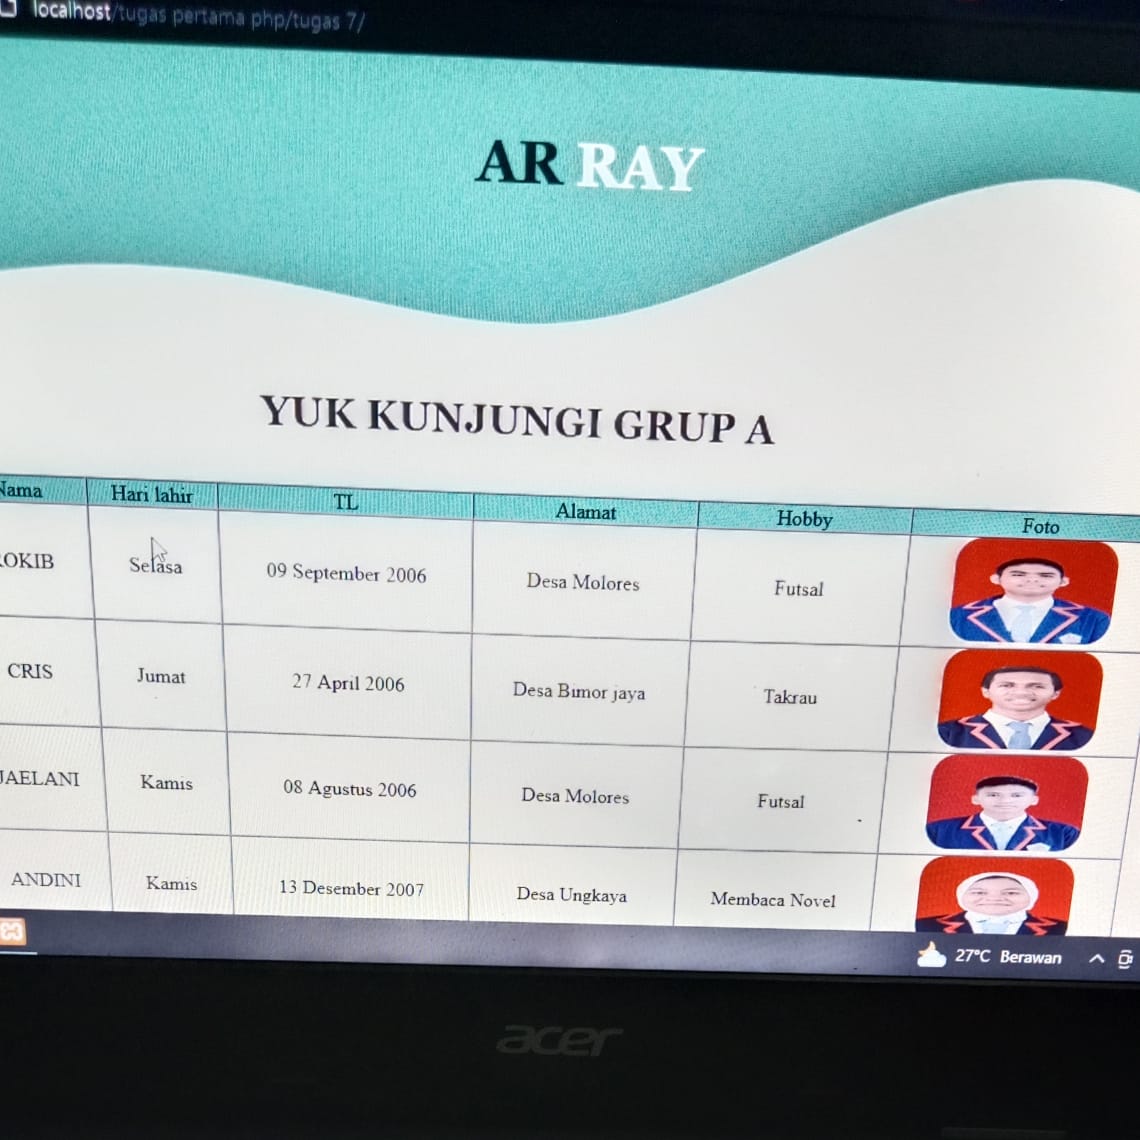 localhost/tugas pertama php/tugas 7/
AR RAY
YUK KUNJUNGI GRUP A
Nama Hari lahir TL Alamat Hobby Foto
OKIB Selasa 09 September 2006 Desa Molores Futsal
CRIS Jumat 27 April 2006 Desa Bimor jaya Takrau
JAELANI Kamis 08 Agustus 2006 Desa Molores Futsal
ANDINI Kamis 13 Desember 2007 Desa Ungkaya Membaca Novel
27°C Berawan
acer